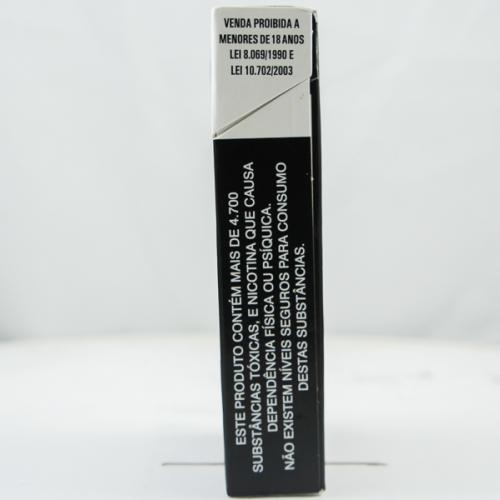 VENDA PROIBIDA A
MENORES DE 18 ANOS
LEI 8.069/1990 E
LEI 10.702/2003
ESTE PRODUTO CONTÉM MAIS DE 4.700
SUBSTÂNCIAS TÓXICAS, E NICOTINA QUE CAUSA
DEPENDÊNCIA FÍSICA OU PSÍQUICA.
NÃO EXISTEM NÍVEIS SEGUROS PARA CONSUMO
DESTAS SUBSTÂNCIAS.